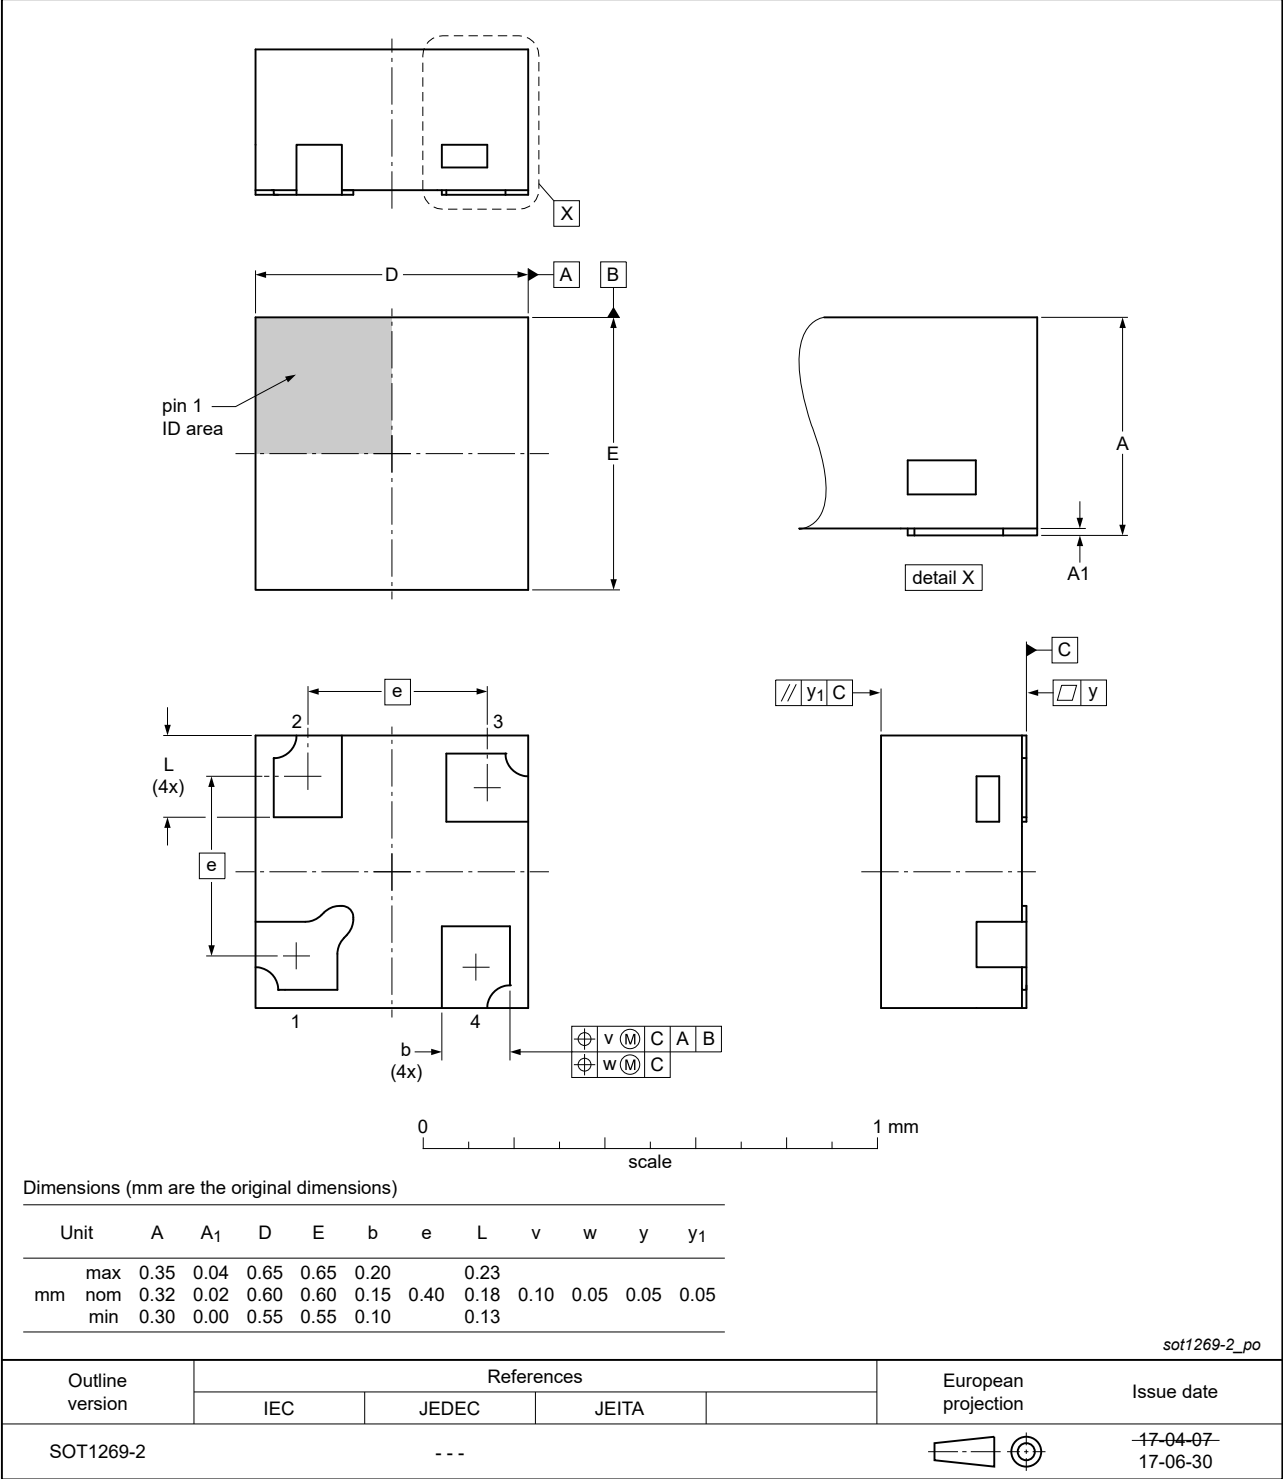 X
D
A
B
pin 1
ID area
E
A
detail X
A1
C
e
// y1 C
▱ y
2
3
L
(4x)
e
1
4
b
(4x)
⌖ v Ⓜ C A B
⌖ w Ⓜ C
0
1 mm
scale
Dimensions (mm are the original dimensions)
Unit A A1 D E b e L v w y y1
max 0.35 0.04 0.65 0.65 0.20 0.23
mm nom 0.32 0.02 0.60 0.60 0.15 0.40 0.18 0.10 0.05 0.05 0.05
min 0.30 0.00 0.55 0.55 0.10 0.13
sot1269-2_po
Outline version
References
European projection
Issue date
IEC JEDEC JEITA
SOT1269-2
- - -
17-04-07
17-06-30